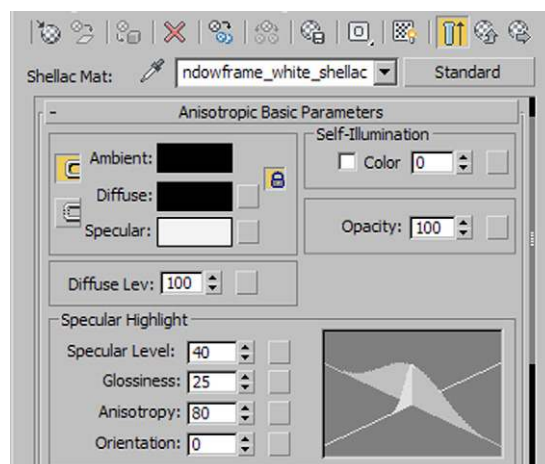 Shellac Mat: ndowframe_white_shellac Standard
- Anisotropic Basic Parameters
Self-Illumination
Ambient:
Color 0
Diffuse:
Specular:
Opacity: 100
Diffuse Lev: 100
Specular Highlight
Specular Level: 40
Glossiness: 25
Anisotropy: 80
Orientation: 0